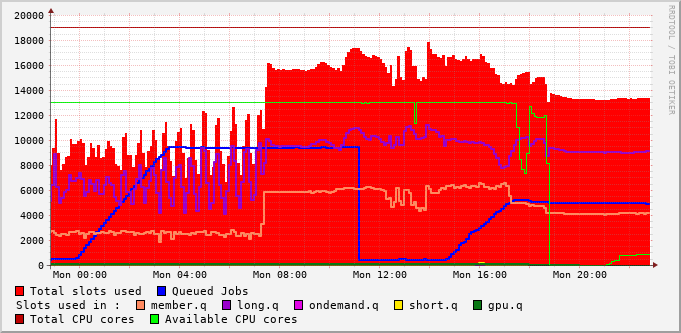 20000
18000
16000
14000
12000
10000
8000
6000
4000
2000
0
Mon 00:00 Mon 04:00 Mon 08:00 Mon 12:00 Mon 16:00 Mon 20:00
RRDTOOL / TOBI OETIKER
Total slots used Queued Jobs
Slots used in : member.q long.q ondemand.q short.q gpu.q
Total CPU cores Available CPU cores